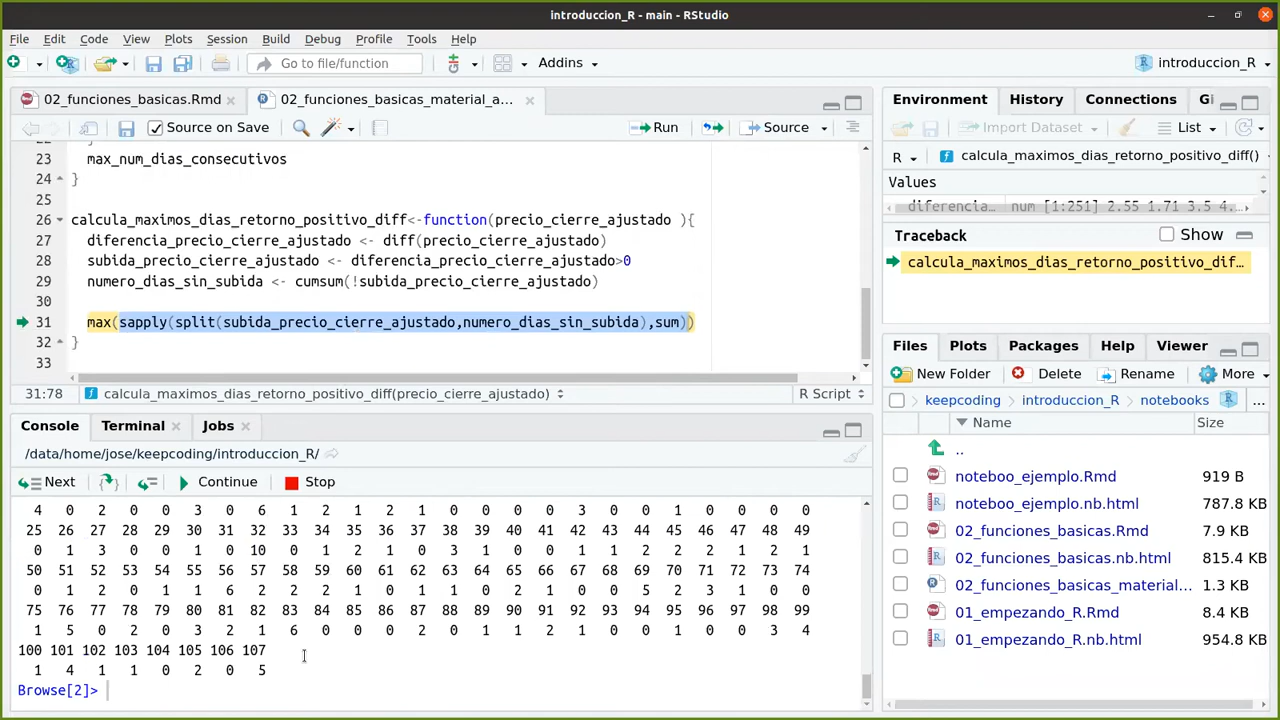 introduccion_R - main - RStudio
File Edit Code View Plots Session Build Debug Profile Tools Help
Go to file/function Addins introduccion_R
02_funciones_basicas.Rmd 02_funciones_basicas_material_a...
Source on Save Run Source
23 max_num_dias_consecutivos
24 }
25
26 calcula_maximos_dias_retorno_positivo_diff<-function(precio_cierre_ajustado ){
27 diferencia_precio_cierre_ajustado <- diff(precio_cierre_ajustado)
28 subida_precio_cierre_ajustado <- diferencia_precio_cierre_ajustado>0
29 numero_dias_sin_subida <- cumsum(!subida_precio_cierre_ajustado)
30
31 max(sapply(split(subida_precio_cierre_ajustado,numero_dias_sin_subida),sum))
32 }
33
31:78 calcula_maximos_dias_retorno_positivo_diff(precio_cierre_ajustado) R Script
Console Terminal Jobs
/data/home/jose/keepcoding/introduccion_R/
Next Continue Stop
4 0 2 0 0 3 0 6 1 2 1 2 1 0 0 0 0 3 0 0 1 0 0 0 0
25 26 27 28 29 30 31 32 33 34 35 36 37 38 39 40 41 42 43 44 45 46 47 48 49
0 1 3 0 0 1 0 10 0 1 2 1 0 3 1 0 0 1 1 2 2 2 1 2 1
50 51 52 53 54 55 56 57 58 59 60 61 62 63 64 65 66 67 68 69 70 71 72 73 74
0 1 2 0 1 1 6 2 2 2 1 0 1 1 0 2 1 0 0 5 2 3 1 0 0
75 76 77 78 79 80 81 82 83 84 85 86 87 88 89 90 91 92 93 94 95 96 97 98 99
1 5 0 2 0 3 2 1 6 0 0 0 2 0 1 1 2 1 0 0 1 0 0 3 4
100 101 102 103 104 105 106 107
1 4 1 1 0 2 0 5
Browse[2]>
Environment History Connections Gi
Import Dataset List
R calcula_maximos_dias_retorno_positivo_diff()
Values
diferencia... num [1:251] 2.55 1.71 3.5 4...
Traceback Show
calcula_maximos_dias_retorno_positivo_dif...
Files Plots Packages Help Viewer
New Folder Delete Rename More
keepcoding introduccion_R notebooks ...
Name Size
..
noteboo_ejemplo.Rmd 919 B
noteboo_ejemplo.nb.html 787.8 KB
02_funciones_basicas.Rmd 7.9 KB
02_funciones_basicas.nb.html 815.4 KB
02_funciones_basicas_material... 1.3 KB
01_empezando_R.Rmd 8.4 KB
01_empezando_R.nb.html 954.8 KB